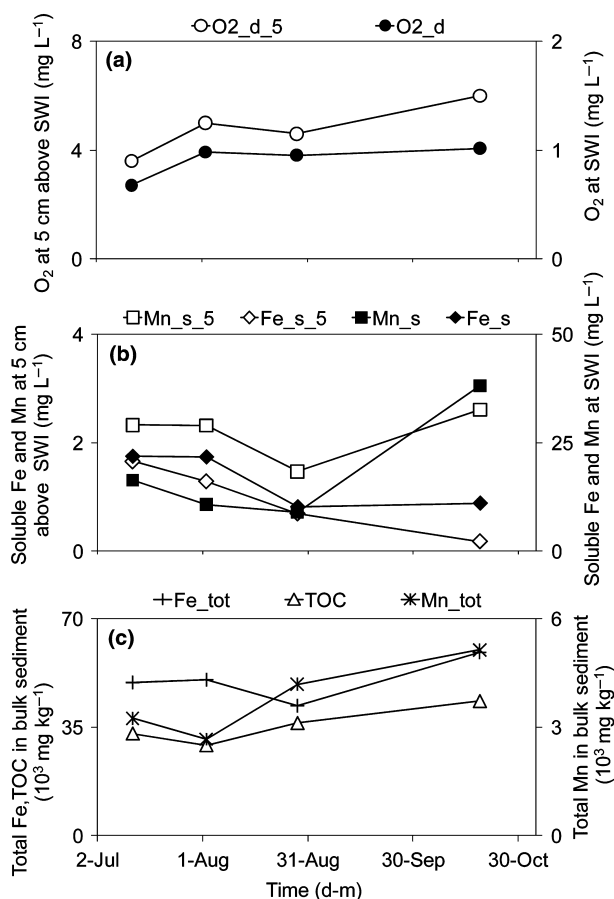 O2_d_5 O2_d
(a)
O₂ at 5 cm above SWI (mg L⁻¹)
8
4
0
O₂ at SWI (mg L⁻¹)
2
1
0
Mn_s_5 Fe_s_5 Mn_s Fe_s
(b)
Soluble Fe and Mn at 5 cm
above SWI (mg L⁻¹)
4
2
0
Soluble Fe and Mn at SWI (mg L⁻¹)
50
25
0
Fe_tot TOC Mn_tot
(c)
Total Fe,TOC in bulk sediment
(10³ mg kg⁻¹)
70
35
0
Total Mn in bulk sediment
(10³ mg kg⁻¹)
6
3
0
2-Jul 1-Aug 31-Aug 30-Sep 30-Oct
Time (d-m)